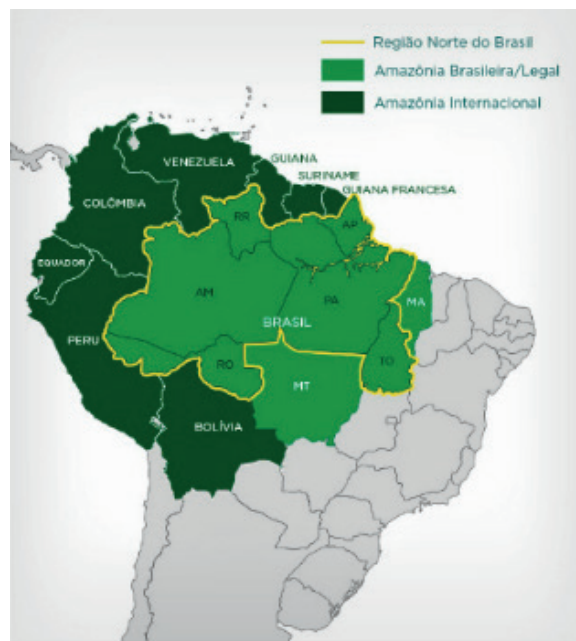 Região Norte do Brasil
Amazônia Brasileira/Legal
Amazônia Internacional
VENEZUELA
GUIANA
SURINAME
GUIANA FRANCESA
COLÔMBIA
RR
AP
EQUADOR
AM
PA
MA
BRASIL
PERU
RO
TO
MT
BOLÍVIA